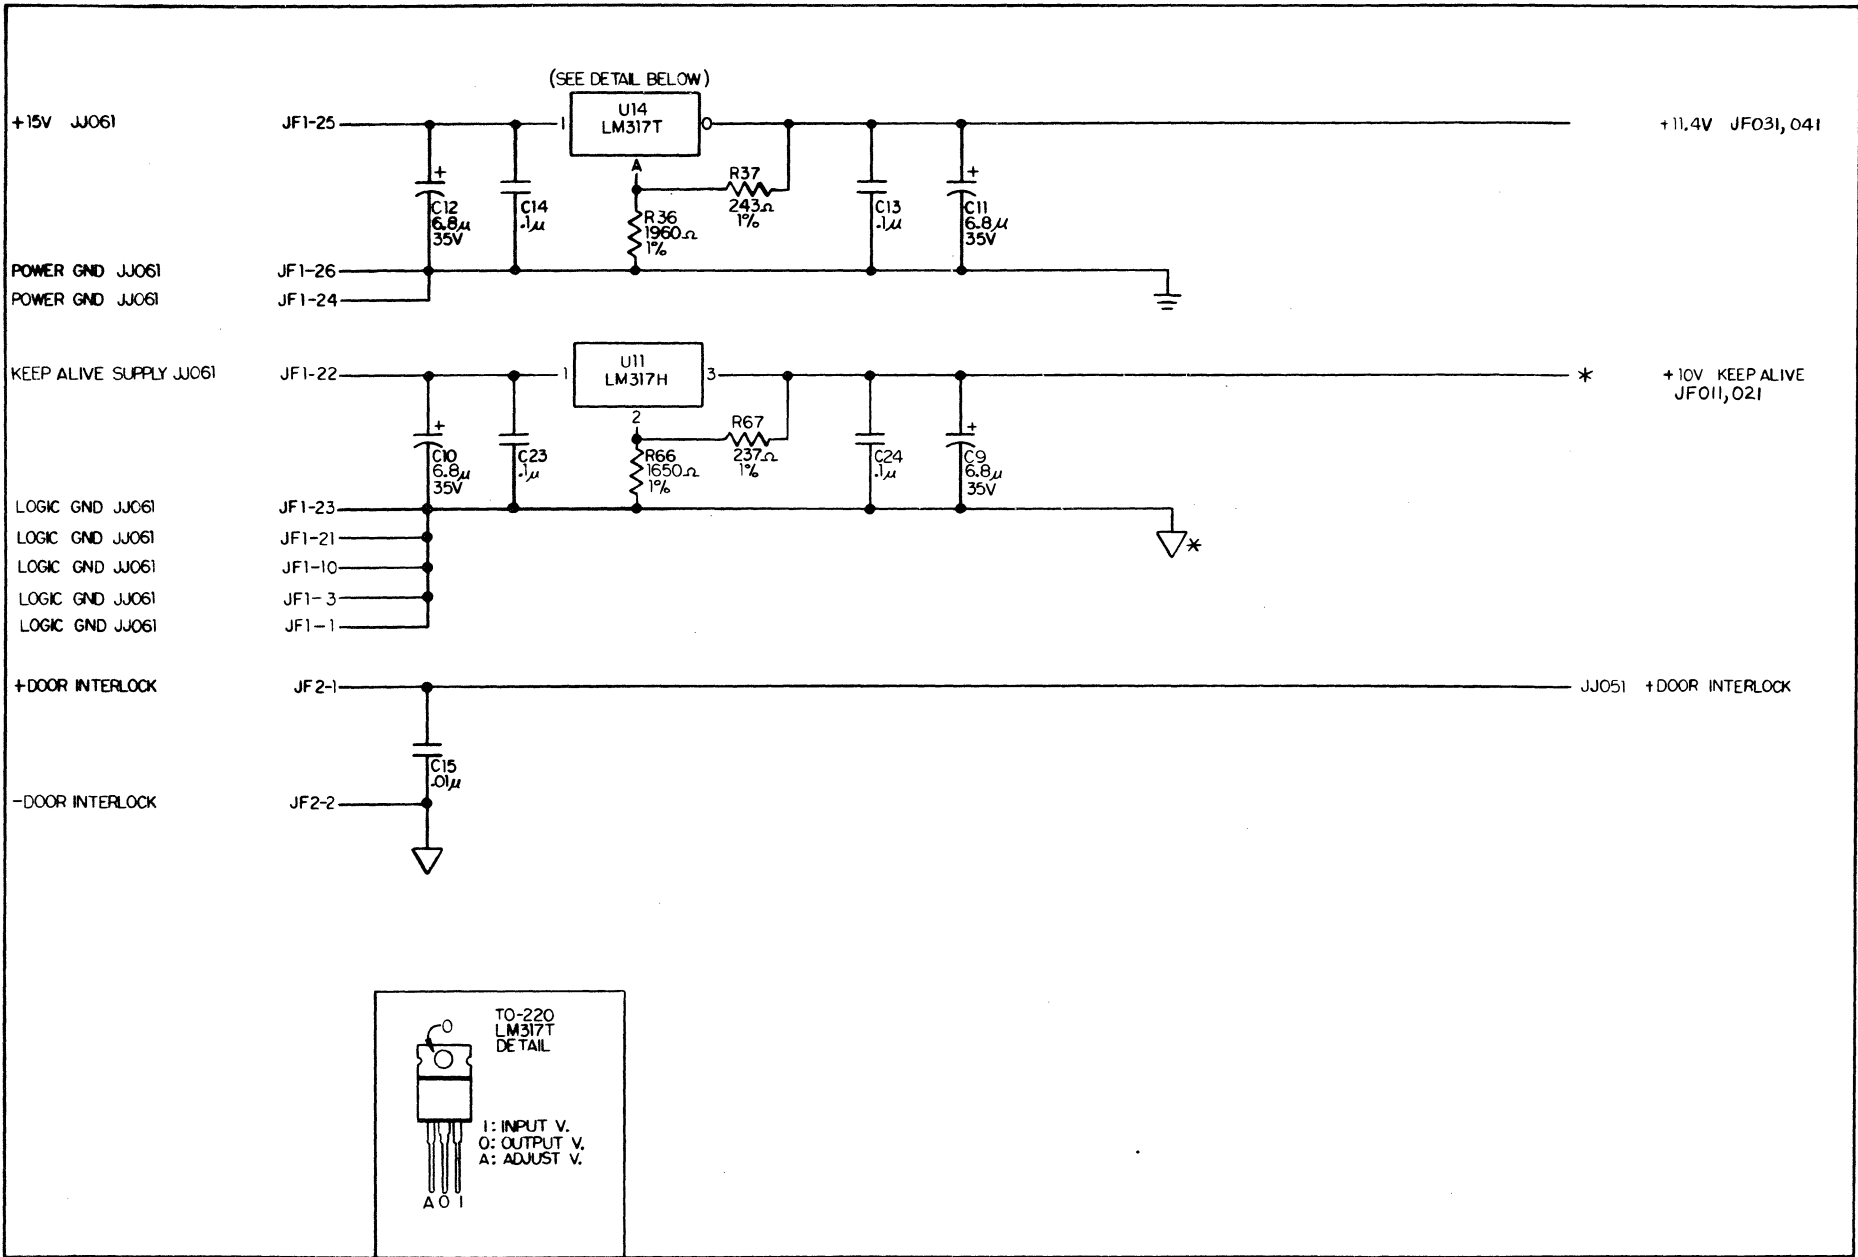 (SEE DETAIL BELOW)
+15V JJ061 JF1-25 I U14 O +11.4V JF031,041
LM317T
A
+ C12 6.8µ 35V
C14 .1µ
R36 1960Ω 1%
R37 243Ω 1%
C13 .1µ
+ C11 6.8µ 35V
POWER GND JJ061 JF1-26
POWER GND JJ061 JF1-24
KEEP ALIVE SUPPLY JJ061 JF1-22 1 U11 3 * +10V KEEP ALIVE
LM317H JF011,021
2
+ C10 6.8µ 35V
C23 .1µ
R66 1650Ω 1%
R67 237Ω 1%
C24 .1µ
+ C9 6.8µ 35V
LOGIC GND JJ061 JF1-23
*
LOGIC GND JJ061 JF1-21
LOGIC GND JJ061 JF1-10
LOGIC GND JJ061 JF1-3
LOGIC GND JJ061 JF1-1
+DOOR INTERLOCK JF2-1 JJ051 +DOOR INTERLOCK
C15 .01µ
-DOOR INTERLOCK JF2-2
O
TO-220
LM317T
DETAIL
I: INPUT V.
O: OUTPUT V.
A: ADJUST V.
A O I